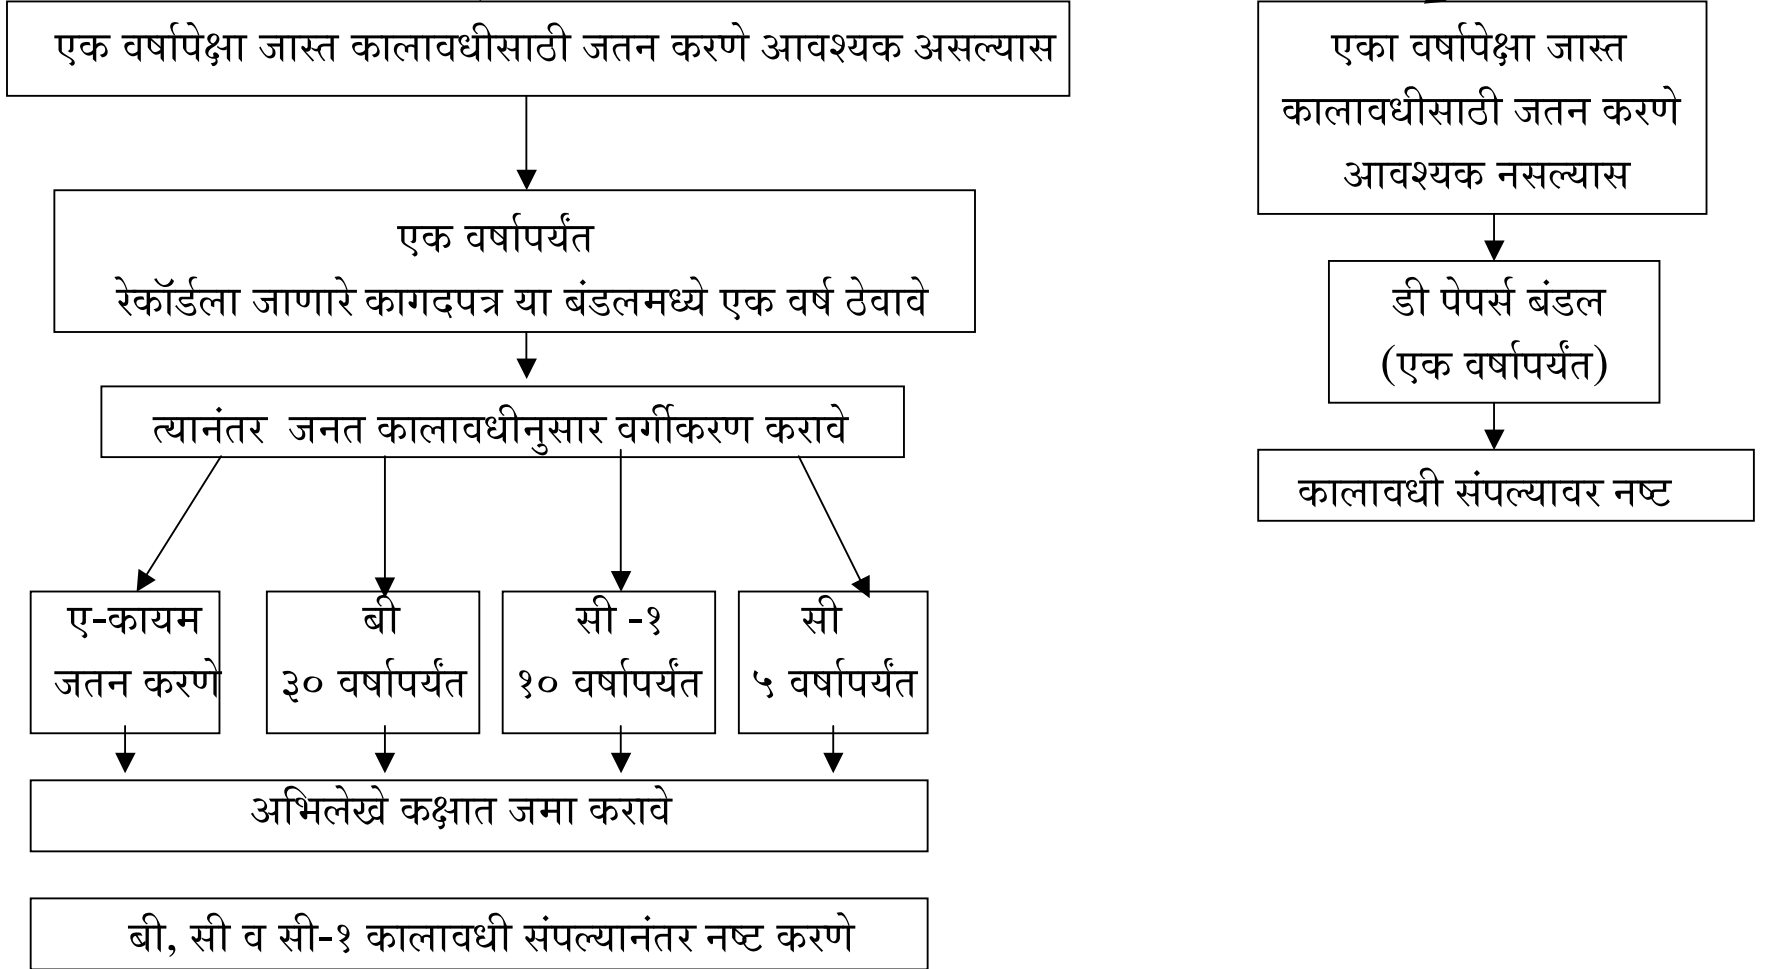 एक वर्षापेक्षा जास्त कालावधीसाठी जतन करणे आवश्यक असल्यास
एक वर्षापर्यंत
रेकॉर्डला जाणारे कागदपत्र या बंडलमध्ये एक वर्ष ठेवावे
त्यानंतर जनत कालावधीनुसार वर्गीकरण करावे
ए-कायम
जतन करणे
बी
३० वर्षापर्यंत
सी -१
१० वर्षापर्यंत
सी
५ वर्षापर्यंत
अभिलेखे कक्षात जमा करावे
बी, सी व सी-१ कालावधी संपल्यानंतर नष्ट करणे
एका वर्षापेक्षा जास्त
कालावधीसाठी जतन करणे
आवश्यक नसल्यास
डी पेपर्स बंडल
(एक वर्षापर्यंत)
कालावधी संपल्यावर नष्ट